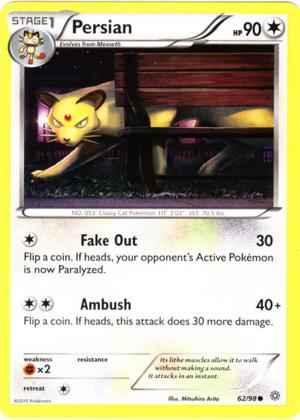 STAGE1
Persian
HP 90
Evolves from Meowth
NO. 053 Classy Cat Pokémon HT: 3'03" WT: 70.5 lbs.
Fake Out 30
Flip a coin. If heads, your opponent's Active Pokémon
is now Paralyzed.
Ambush 40+
Flip a coin. If heads, this attack does 30 more damage.
weakness resistance
×2
retreat
Its lithe muscles allow it to walk
without making a sound.
It attacks in an instant.
©2015 Pokémon
Illus. Mitsuhiro Arita
62/98